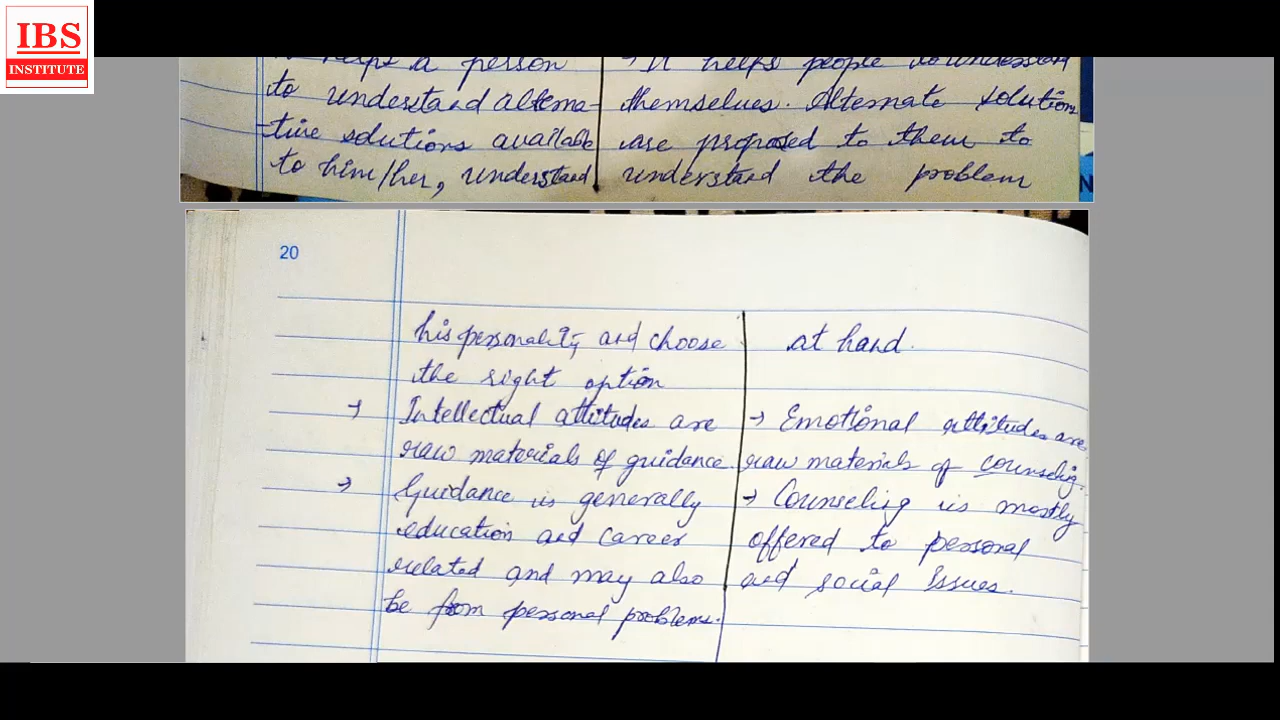 IBS
INSTITUTE
helps a person
to understand alterna-
tive solutions available
to him/her, understand
→ It helps people to understand
themselves. Alternate solution
are proposed to them to
understand the problem
N
20
his personality and choose
the right option
→ Intellectual attitudes are
raw materials of guidance
→ Guidance is generally
education and career
related and may also
be from personal problems.
at hand.
→ Emotional attitudes are
raw materials of counseling.
→ Counseling is mostly
offered to personal
and social issues.